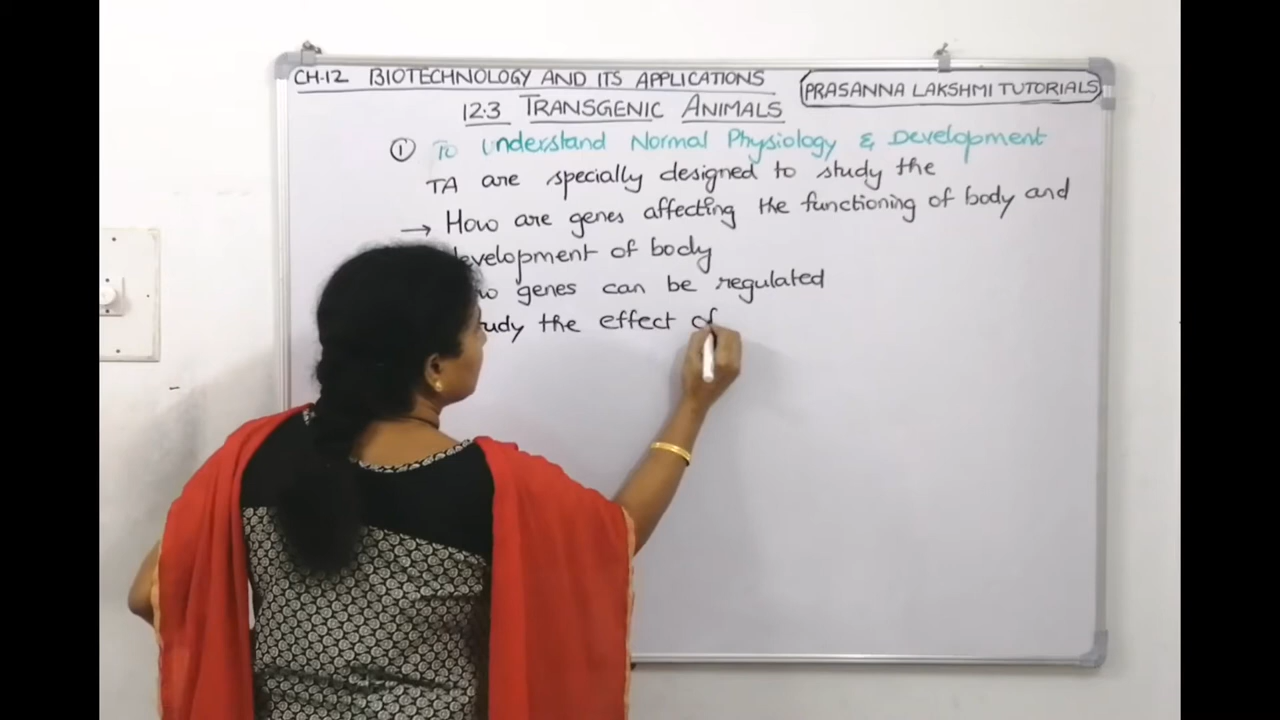 CH-12 BIOTECHNOLOGY AND ITS APPLICATIONS
PRASANNA LAKSHMI TUTORIALS
12.3 TRANSGENIC ANIMALS
① To Understand Normal Physiology & Development
TA are specially designed to study the
→ How are genes affecting the functioning of body and
development of body
genes can be regulated
the effect of